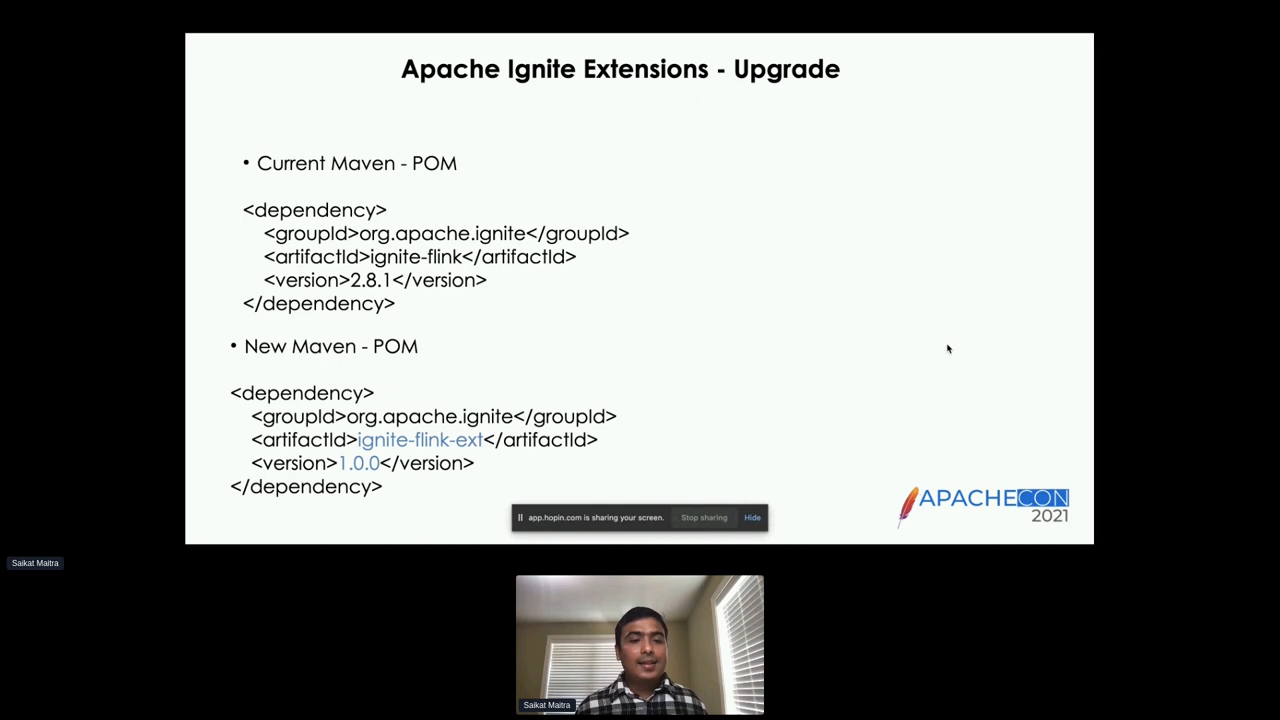 Apache Ignite Extensions - Upgrade
• Current Maven - POM
<dependency>
<groupId>org.apache.ignite</groupId>
<artifactId>ignite-flink</artifactId>
<version>2.8.1</version>
</dependency>
• New Maven - POM
<dependency>
<groupId>org.apache.ignite</groupId>
<artifactId>ignite-flink-ext</artifactId>
<version>1.0.0</version>
</dependency>
APACHECON
2021
app.hopin.com is sharing your screen. Stop sharing Hide
Saikat Maitra
Saikat Maitra